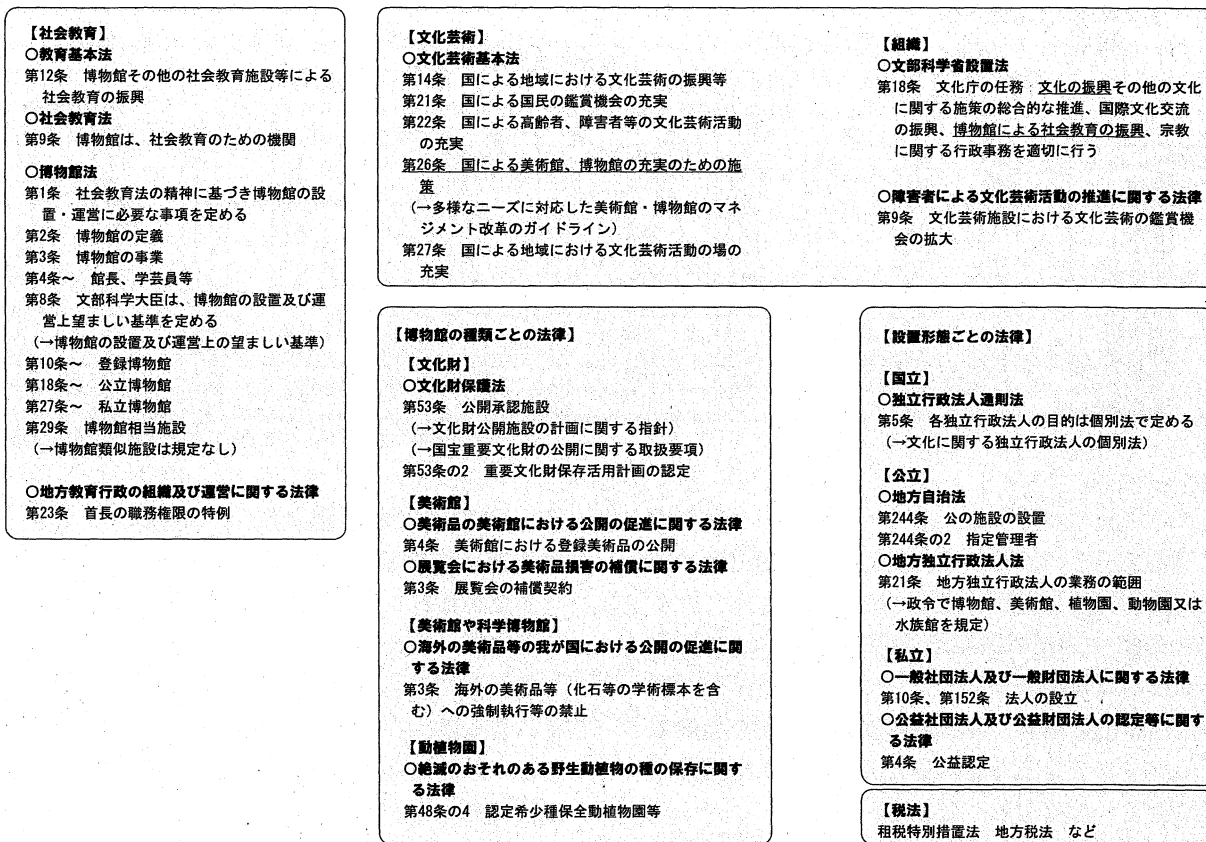 【社会教育】
○教育基本法
第12条　博物館その他の社会教育施設等による
社会教育の振興
○社会教育法
第9条　博物館は、社会教育のための機関
○博物館法
第1条　社会教育法の精神に基づき博物館の設
置・運営に必要な事項を定める
第2条　博物館の定義
第3条　博物館の事業
第4条～　館長、学芸員等
第8条　文部科学大臣は、博物館の設置及び運
営上望ましい基準を定める
（→博物館の設置及び運営上の望ましい基準）
第10条～　登録博物館
第18条～　公立博物館
第27条～　私立博物館
第29条　博物館相当施設
（→博物館類似施設は規定なし）
○地方教育行政の組織及び運営に関する法律
第23条　首長の職務権限の特例
【文化芸術】
○文化芸術基本法
第14条　国による地域における文化芸術の振興等
第21条　国による国民の鑑賞機会の充実
第22条　国による高齢者、障害者等の文化芸術活動
の充実
第26条　国による美術館、博物館の充実のための施
策
（→多様なニーズに対応した美術館・博物館のマネ
ジメント改革のガイドライン）
第27条　国による地域における文化芸術活動の場の
充実
【組織】
○文部科学省設置法
第18条　文化庁の任務：文化の振興その他の文化
に関する施策の総合的な推進、国際文化交流
の振興、博物館による社会教育の振興、宗教
に関する行政事務を適切に行う
○障害者による文化芸術活動の推進に関する法律
第9条　文化芸術施設における文化芸術の鑑賞機
会の拡大
【博物館の種類ごとの法律】
【文化財】
○文化財保護法
第53条　公開承認施設
（→文化財公開施設の計画に関する指針）
（→国宝重要文化財の公開に関する取扱要項）
第53条の2　重要文化財保存活用計画の認定
【美術館】
○美術品の美術館における公開の促進に関する法律
第4条　美術館における登録美術品の公開
○展覧会における美術品損害の補償に関する法律
第3条　展覧会の補償契約
【美術館や科学博物館】
○海外の美術品等の我が国における公開の促進に関
する法律
第3条　海外の美術品等（化石等の学術標本を含
む）への強制執行等の禁止
【動植物園】
○絶滅のおそれのある野生動植物の種の保存に関す
る法律
第48条の4　認定希少種保全動植物園等
【設置形態ごとの法律】
【国立】
○独立行政法人通則法
第5条　各独立行政法人の目的は個別法で定める
（→文化に関する独立行政法人の個別法）
【公立】
○地方自治法
第244条　公の施設の設置
第244条の2　指定管理者
○地方独立行政法人法
第21条　地方独立行政法人の業務の範囲
（→政令で博物館、美術館、植物園、動物園又は
水族館を規定）
【私立】
○一般社団法人及び一般財団法人に関する法律
第10条、第152条　法人の設立
○公益社団法人及び公益財団法人の認定等に関す
る法律
第4条　公益認定
【税法】
租税特別措置法　地方税法　など